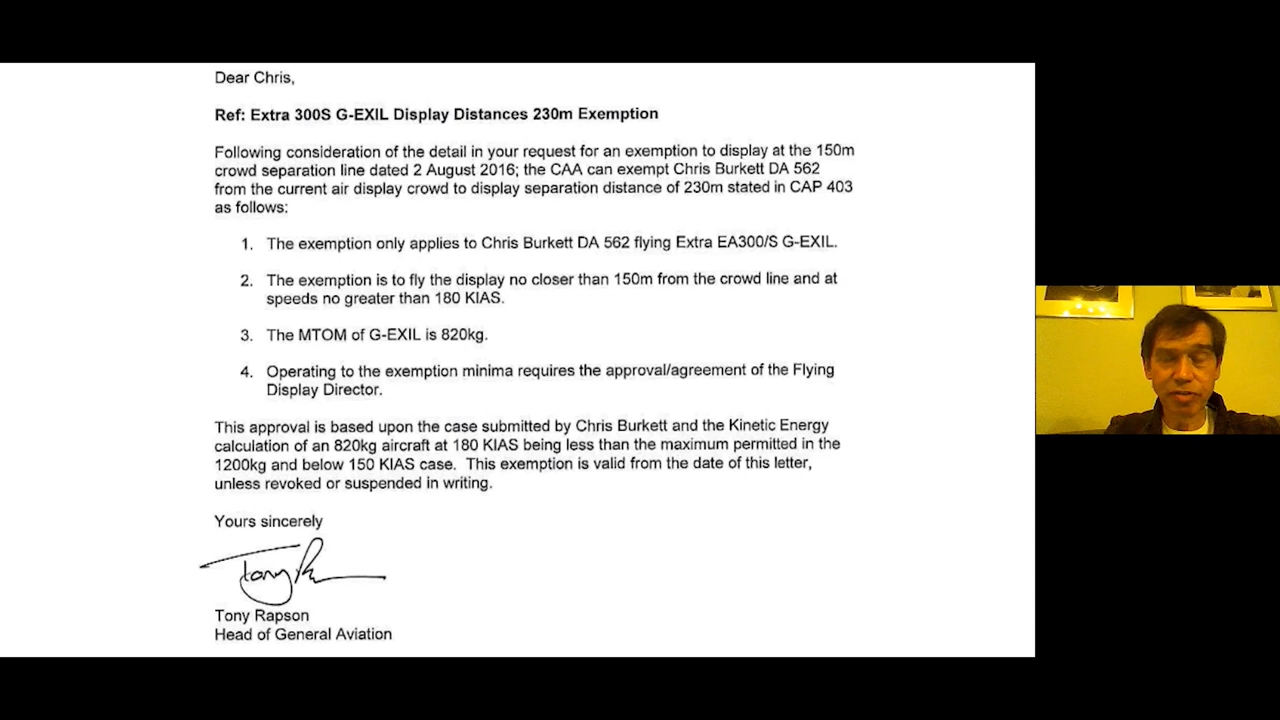 Dear Chris,
Ref: Extra 300S G-EXIL Display Distances 230m Exemption
Following consideration of the detail in your request for an exemption to display at the 150m
crowd separation line dated 2 August 2016; the CAA can exempt Chris Burkett DA 562
from the current air display crowd to display separation distance of 230m stated in CAP 403
as follows:
1. The exemption only applies to Chris Burkett DA 562 flying Extra EA300/S G-EXIL.
2. The exemption is to fly the display no closer than 150m from the crowd line and at
speeds no greater than 180 KIAS.
3. The MTOM of G-EXIL is 820kg.
4. Operating to the exemption minima requires the approval/agreement of the Flying
Display Director.
This approval is based upon the case submitted by Chris Burkett and the Kinetic Energy
calculation of an 820kg aircraft at 180 KIAS being less than the maximum permitted in the
1200kg and below 150 KIAS case. This exemption is valid from the date of this letter,
unless revoked or suspended in writing.
Yours sincerely
Tony R
Tony Rapson
Head of General Aviation